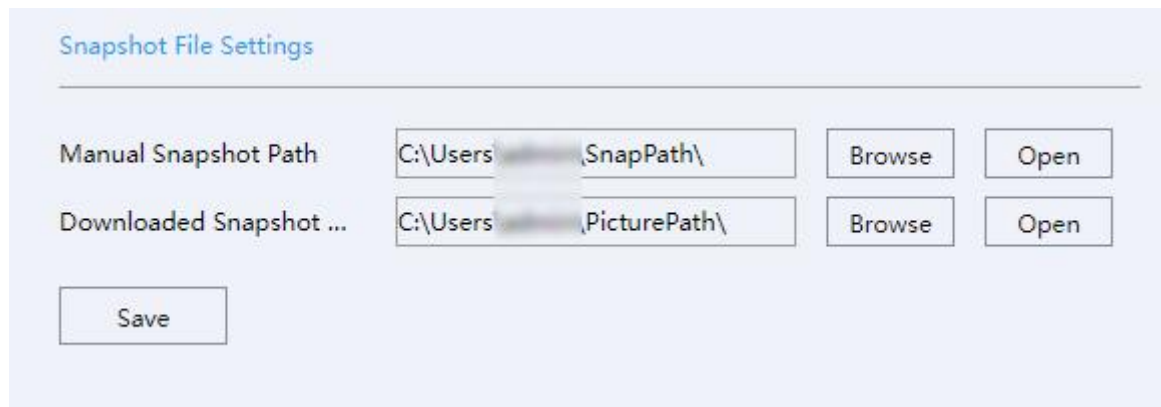 Snapshot File Settings
Manual Snapshot Path C:\Users \SnapPath\ Browse Open
Downloaded Snapshot ... C:\Users \PicturePath\ Browse Open
Save